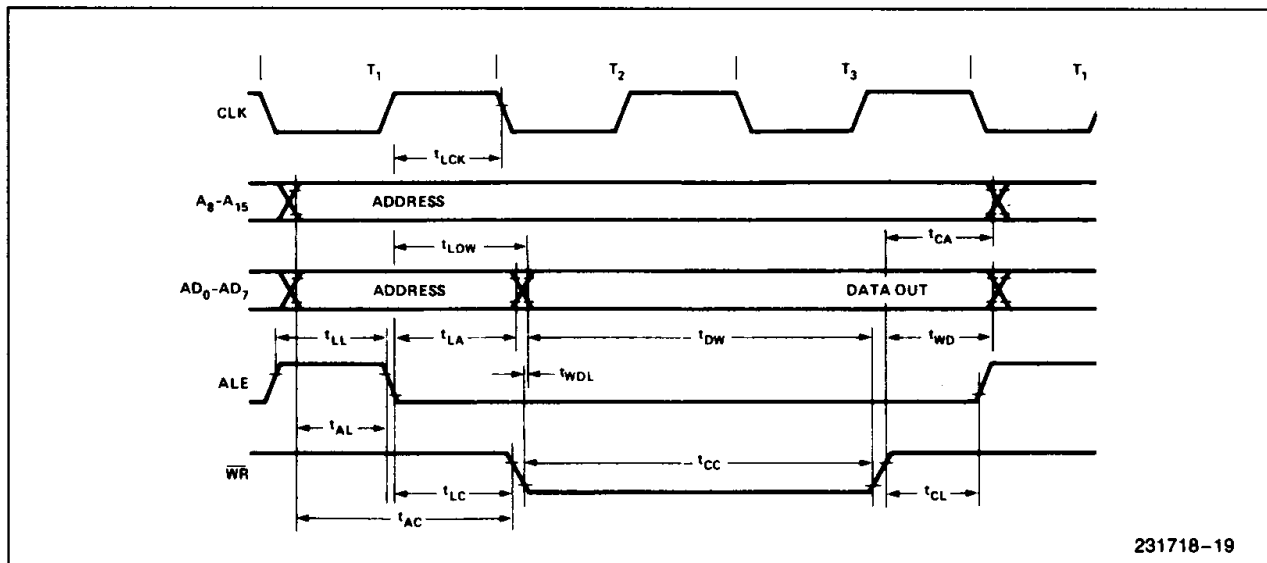 T1 T2 T3 T1
CLK
tLCK
A8-A15 ADDRESS
tLDW tCA
AD0-AD7 ADDRESS DATA OUT
tLL tLA tDW tWD
tWDL
ALE
tAL
tCC
WR
tLC tCL
tAC
231718-19